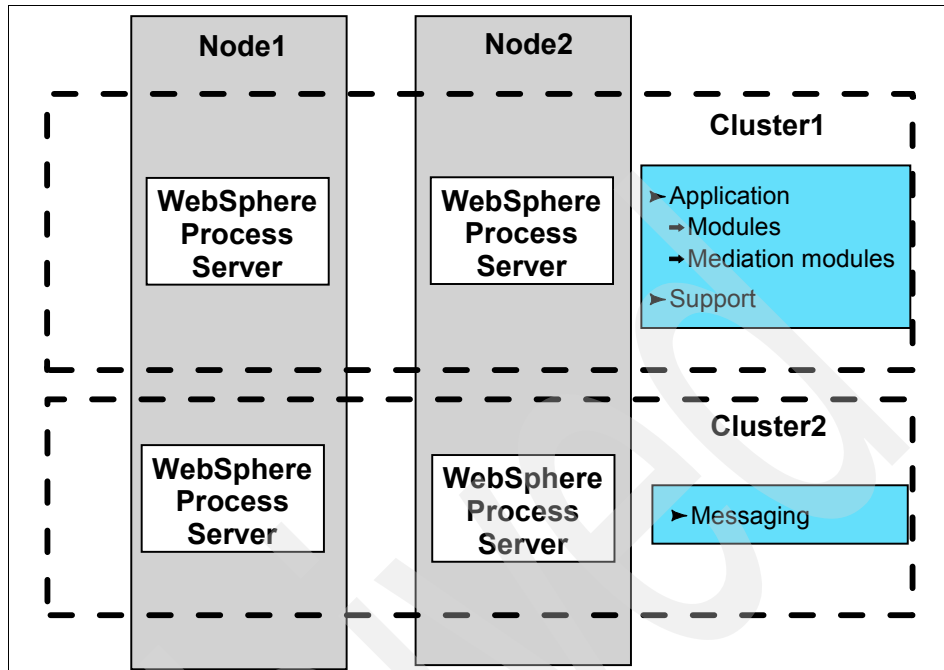 Node1
Node2
Cluster1
WebSphere
Process
Server
WebSphere
Process
Server
➢Application
➡Modules
➡Mediation modules
➢Support
Cluster2
WebSphere
Process
Server
WebSphere
Process
Server
➢Messaging